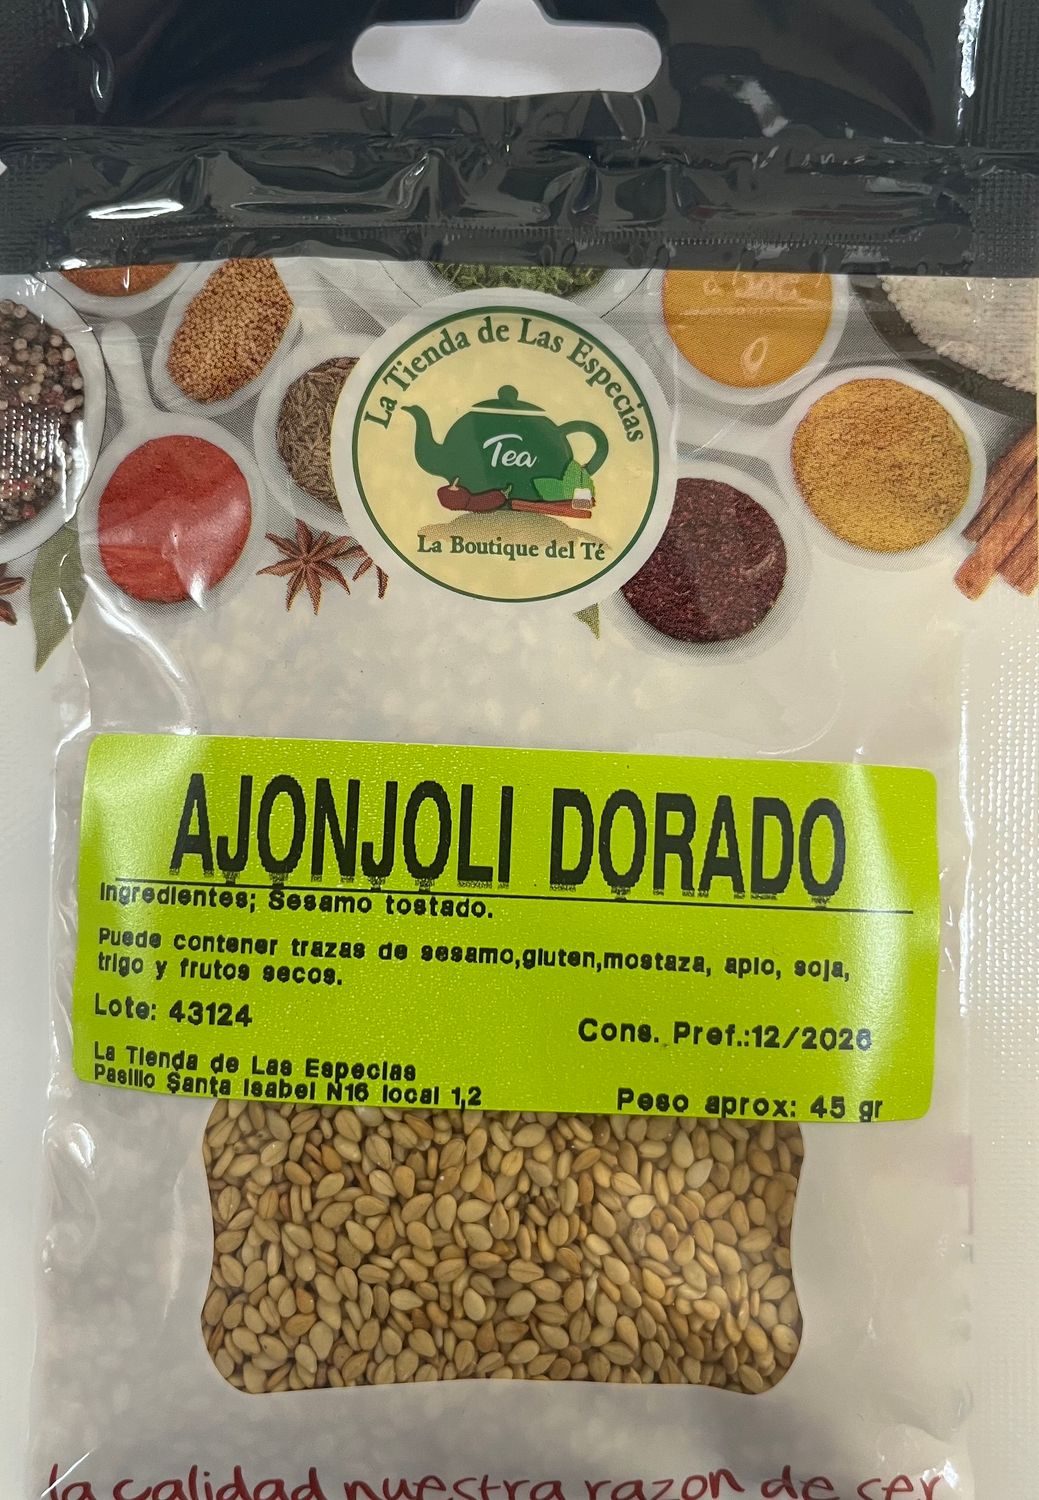 La Tienda de Las Especias
Tea
La Boutique del Té
AJONJOLI DORADO
Ingredientes; Sesamo tostado.
Puede contener trazas de sesamo,gluten,mostaza, apio, soja,
trigo y frutos secos.
Lote: 43124
Cons. Pref.:12/2026
La Tienda de Las Especias
Pasillo Santa Isabel N16 local 1,2
Peso aprox: 45 gr
la calidad nuestra razon de ser